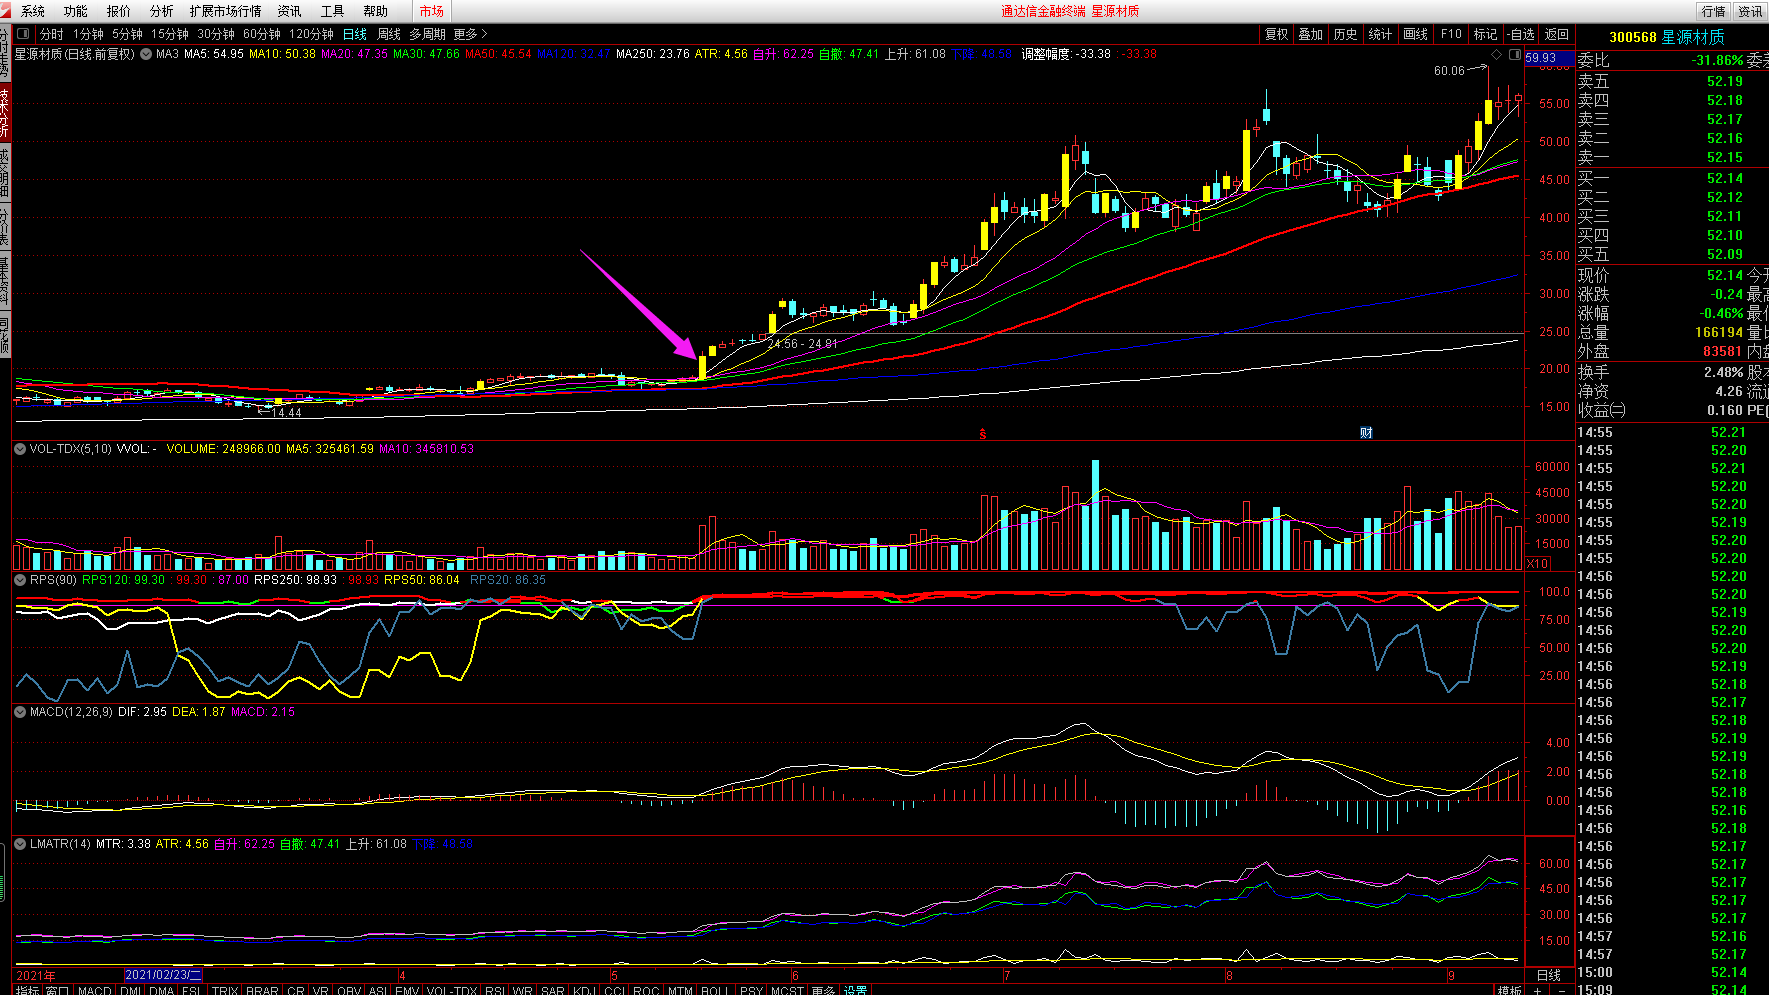 系统 功能 报价 分析 扩展市场行情 资讯 工具 帮助 市场 通达信金融终端 星源材质 行情 资讯
分时 1分钟 5分钟 15分钟 30分钟 60分钟 120分钟 日线 周线 多周期 更多> 复权 叠加 历史 统计 画线 F10 标记 -自选 返回
300568 星源材质
星源材质(日线.前复权) MA3 MA5: 54.95 MA10: 50.38 MA20: 47.35 MA30: 47.66 MA50: 45.54 MA120: 32.47 MA250: 23.76 ATR: 4.56 自升: 62.25 自撤: 47.41 上升: 61.08 下降: 48.50 调整幅度: -33.38 : -33.38
59.93
60.06
55.00
50.00
45.00
40.00
35.00
30.00
25.00
20.00
15.00
24.56 - 24.81
14.44
财
VOL-TDX(5,10) VVOL: - VOLUME: 248966.00 MA5: 325461.59 MA10: 345810.53
60000
45000
30000
15000
X10
RPS(90) RPS120: 99.30 : 99.30 : 87.00 RPS250: 98.93 : 98.93 RPS50: 86.04 RPS20: 86.35
100.0
75.00
50.00
25.00
MACD(12,26,9) DIF: 2.95 DEA: 1.87 MACD: 2.15
4.00
2.00
0.00
LMATR(14) MTR: 3.38 ATR: 4.56 自升: 62.25 自撤: 47.41 上升: 61.08 下降: 48.58
60.00
45.00
30.00
15.00
2021年 2021/02/23/二 4 5 6 7 8 9 日线
指标 窗口 MACD DMI DMA FSL TRIX BRAR CR VR OBV ASI EMV VOL-TDX RSI WR SAR KDJ CCI ROC MTM BOLL PSY MCST 更多 设置 模板 + -
委比 -31.86% 委差
卖五 52.19
卖四 52.18
卖三 52.17
卖二 52.16
卖一 52.15
买一 52.14
买二 52.12
买三 52.11
买四 52.10
买五 52.09
现价 52.14 今开
涨跌 -0.24 最高
涨幅 -0.46% 最低
总量 166194 量比
外盘 83581 内盘
换手 2.48% 股本
净资 4.26 流通
收益㈡ 0.160 PE(
14:55 52.21
14:55 52.20
14:55 52.21
14:55 52.20
14:55 52.20
14:55 52.19
14:55 52.20
14:55 52.20
14:56 52.20
14:56 52.20
14:56 52.19
14:56 52.20
14:56 52.20
14:56 52.19
14:56 52.18
14:56 52.17
14:56 52.18
14:56 52.19
14:56 52.19
14:56 52.18
14:56 52.18
14:56 52.16
14:56 52.18
14:56 52.17
14:56 52.17
14:56 52.17
14:56 52.17
14:56 52.17
14:57 52.16
14:57 52.17
15:00 52.14
15:09 52.14